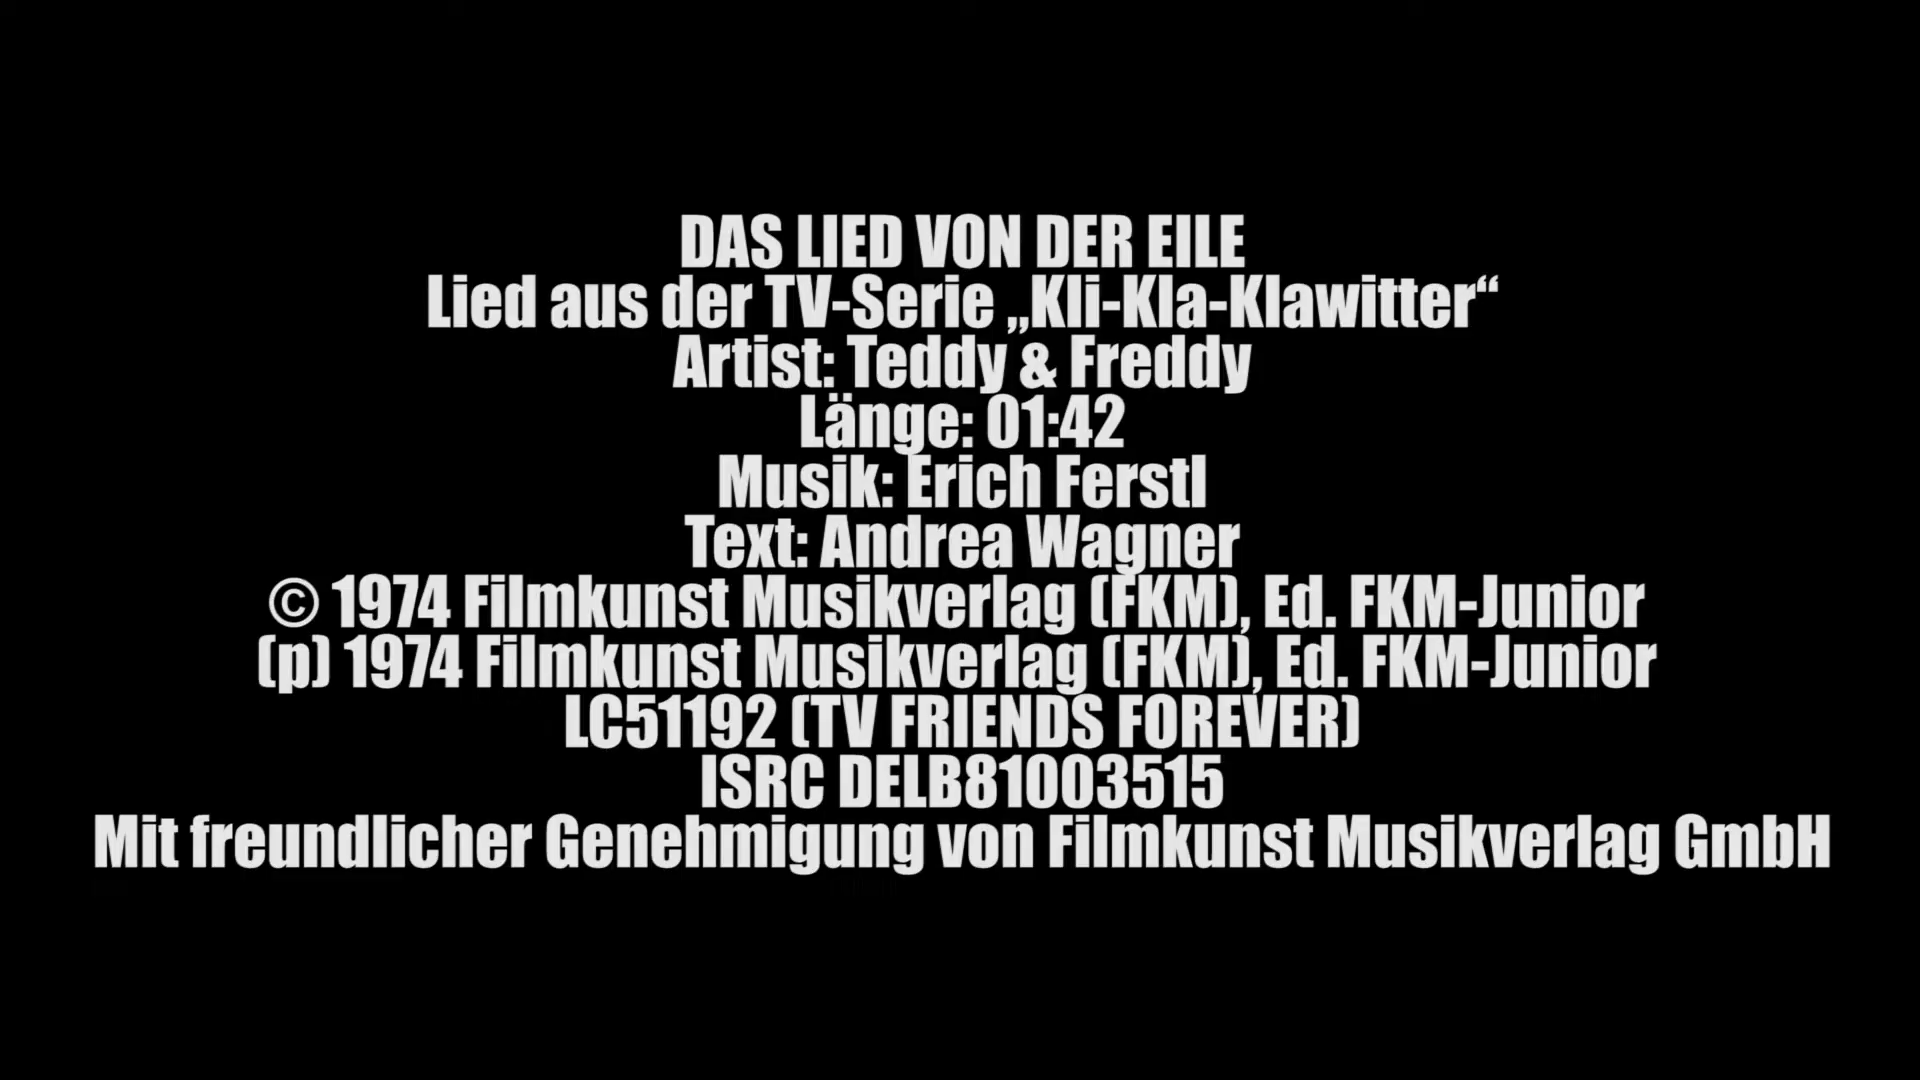 DAS LIED VON DER EILE
Lied aus der TV-Serie „Kli-Kla-Klawitter“
Artist: Teddy & Freddy
Länge: 01:42
Musik: Erich Ferstl
Text: Andrea Wagner
© 1974 Filmkunst Musikverlag (FKM), Ed. FKM-Junior
(p) 1974 Filmkunst Musikverlag (FKM), Ed. FKM-Junior
LC51192 (TV FRIENDS FOREVER)
ISRC DELB81003515
Mit freundlicher Genehmigung von Filmkunst Musikverlag GmbH